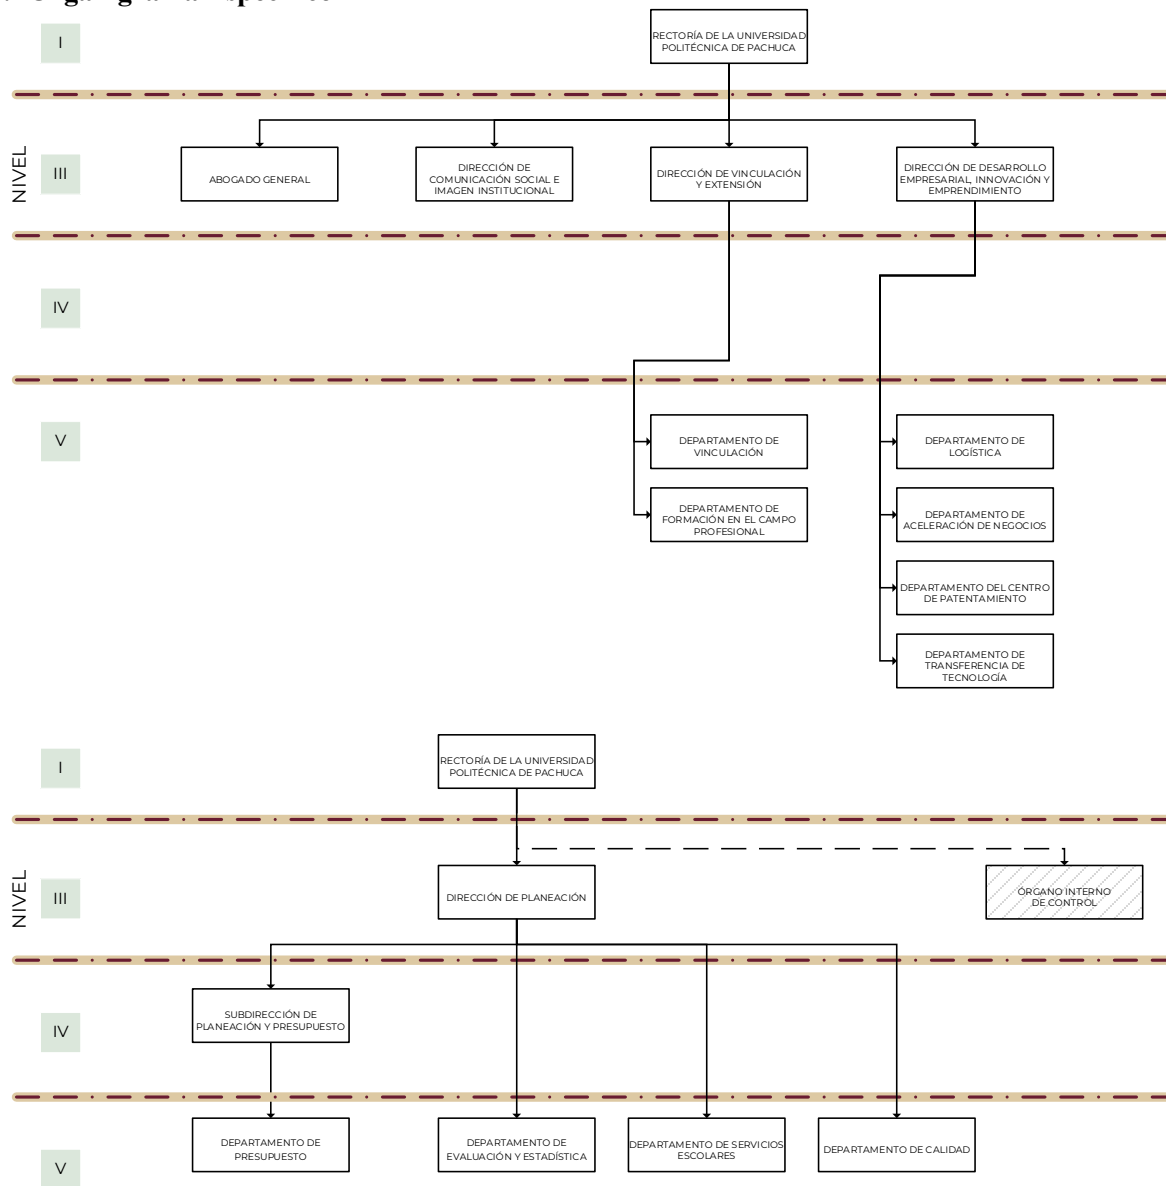 I
RECTORÍA DE LA UNIVERSIDAD
POLITÉCNICA DE PACHUCA
NIVEL
III
ABOGADO GENERAL
DIRECCIÓN DE
COMUNICACIÓN SOCIAL E
IMAGEN INSTITUCIONAL
DIRECCIÓN DE VINCULACIÓN
Y EXTENSIÓN
DIRECCIÓN DE DESARROLLO
EMPRESARIAL, INNOVACIÓN Y
EMPRENDIMIENTO
IV
V
DEPARTAMENTO DE
VINCULACIÓN
DEPARTAMENTO DE
LOGÍSTICA
DEPARTAMENTO DE
FORMACIÓN EN EL CAMPO
PROFESIONAL
DEPARTAMENTO DE
ACELERACIÓN DE NEGOCIOS
DEPARTAMENTO DEL CENTRO
DE PATENTAMIENTO
DEPARTAMENTO DE
TRANSFERENCIA DE
TECNOLOGÍA
I
RECTORÍA DE LA UNIVERSIDAD
POLITÉCNICA DE PACHUCA
NIVEL
III
DIRECCIÓN DE PLANEACIÓN
ÓRGANO INTERNO
DE CONTROL
IV
SUBDIRECCIÓN DE
PLANEACIÓN Y PRESUPUESTO
V
DEPARTAMENTO DE
PRESUPUESTO
DEPARTAMENTO DE
EVALUACIÓN Y ESTADÍSTICA
DEPARTAMENTO DE SERVICIOS
ESCOLARES
DEPARTAMENTO DE CALIDAD